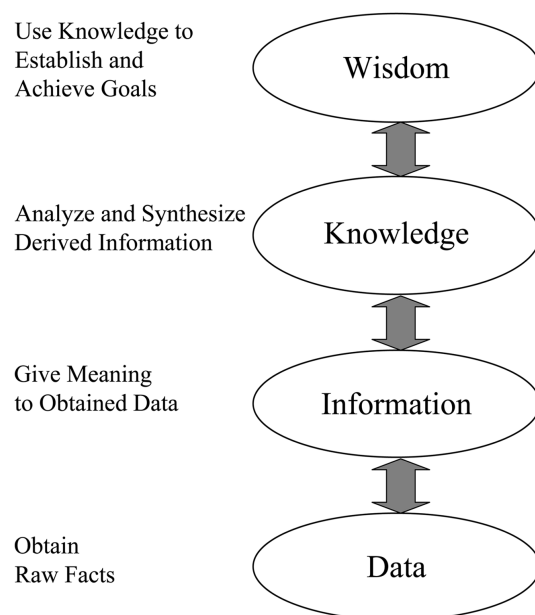 Use Knowledge to
Establish and
Achieve Goals
Wisdom
Analyze and Synthesize
Derived Information
Knowledge
Give Meaning
to Obtained Data
Information
Obtain
Raw Facts
Data